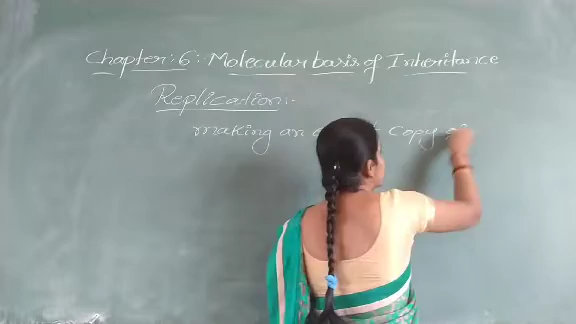 Chapter:6: Molecular basis of Inheritance
Replication:-
making an copy